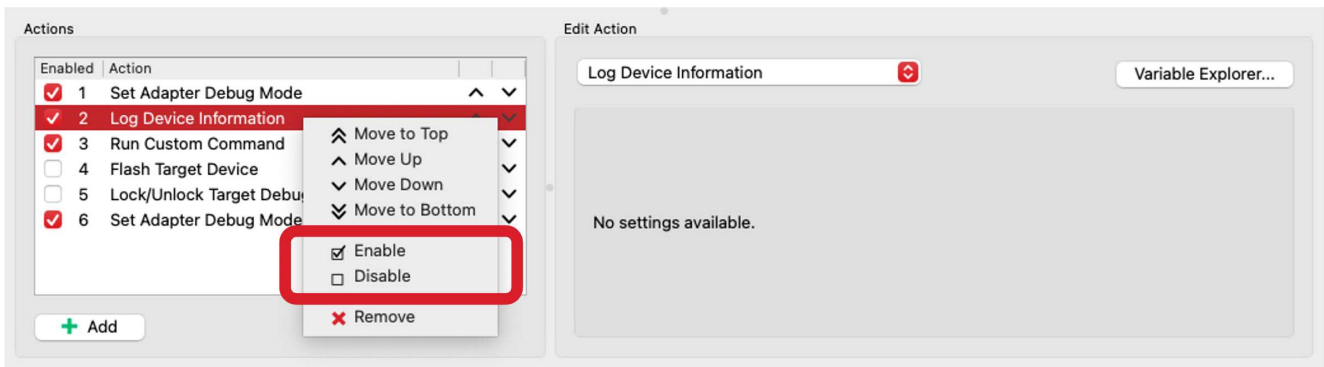 Actions
Enabled Action
1 Set Adapter Debug Mode
2 Log Device Information
3 Run Custom Command
4 Flash Target Device
5 Lock/Unlock Target
6 Set Adapter Debug Mode
Move to Top
Move Up
Move Down
Move to Bottom
Enable
Disable
Remove
Add
Edit Action
Log Device Information
Variable Explorer...
No settings available.